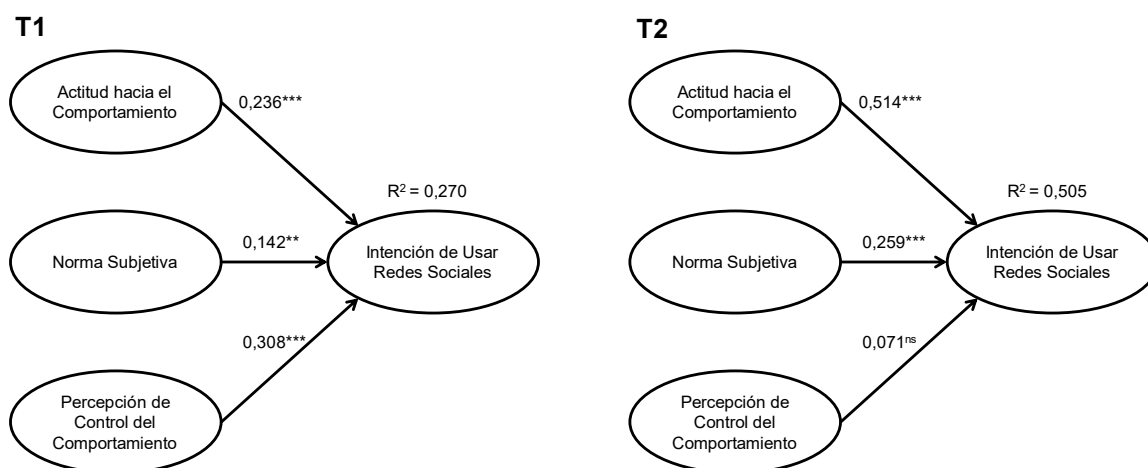 T1
Actitud hacia el
Comportamiento
0,236***
R² = 0,270
Norma Subjetiva
0,142**
Intención de Usar
Redes Sociales
0,308***
Percepción de
Control del
Comportamiento
T2
Actitud hacia el
Comportamiento
0,514***
R² = 0,505
Norma Subjetiva
0,259***
Intención de Usar
Redes Sociales
0,071ⁿˢ
Percepción de
Control del
Comportamiento